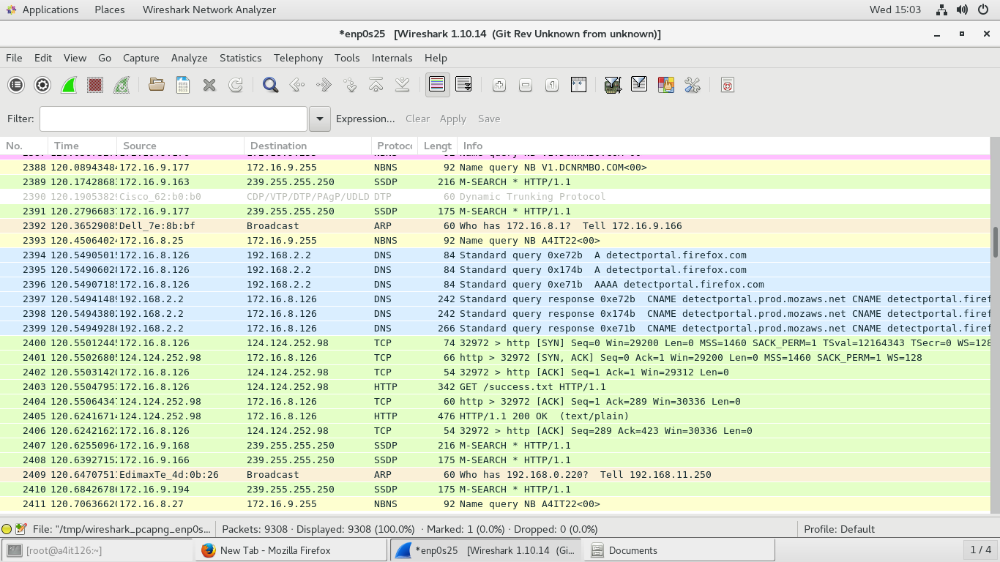 Applications Places Wireshark Network Analyzer Wed 15:03
*enp0s25 [Wireshark 1.10.14 (Git Rev Unknown from unknown)]
File Edit View Go Capture Analyze Statistics Telephony Tools Internals Help
Filter: Expression... Clear Apply Save
No. Time Source Destination Protoc Lengt Info
2388 120.0894348 172.16.9.177 172.16.9.255 NBNS 92 Name query NB V1.DCNRMBO.COM<00>
2389 120.1742868 172.16.9.163 239.255.255.250 SSDP 216 M-SEARCH * HTTP/1.1
2390 120.1905382 Cisco_62:b0:b0 CDP/VTP/DTP/PAgP/UDLD DTP 60 Dynamic Trunking Protocol
2391 120.2796683 172.16.9.177 239.255.255.250 SSDP 175 M-SEARCH * HTTP/1.1
2392 120.3652908 Dell_7e:8b:bf Broadcast ARP 60 Who has 172.16.8.1? Tell 172.16.9.166
2393 120.4506402 172.16.8.25 172.16.9.255 NBNS 92 Name query NB A4IT22<00>
2394 120.5490501 172.16.8.126 192.168.2.2 DNS 84 Standard query 0xe72b A detectportal.firefox.com
2395 120.5490602 172.16.8.126 192.168.2.2 DNS 84 Standard query 0x174b A detectportal.firefox.com
2396 120.5490718 172.16.8.126 192.168.2.2 DNS 84 Standard query 0xe71b AAAA detectportal.firefox.com
2397 120.5494148 192.168.2.2 172.16.8.126 DNS 242 Standard query response 0xe72b CNAME detectportal.prod.mozaws.net CNAME detectportal.firef
2398 120.5494380 192.168.2.2 172.16.8.126 DNS 242 Standard query response 0x174b CNAME detectportal.prod.mozaws.net CNAME detectportal.firef
2399 120.5494928 192.168.2.2 172.16.8.126 DNS 266 Standard query response 0xe71b CNAME detectportal.prod.mozaws.net CNAME detectportal.firef
2400 120.5501244 172.16.8.126 124.124.252.98 TCP 74 32972 > http [SYN] Seq=0 Win=29200 Len=0 MSS=1460 SACK_PERM=1 TSval=12164343 TSecr=0 WS=128
2401 120.5502680 124.124.252.98 172.16.8.126 TCP 66 http > 32972 [SYN, ACK] Seq=0 Ack=1 Win=29200 Len=0 MSS=1460 SACK_PERM=1 WS=128
2402 120.5503142 172.16.8.126 124.124.252.98 TCP 54 32972 > http [ACK] Seq=1 Ack=1 Win=29312 Len=0
2403 120.5504795 172.16.8.126 124.124.252.98 HTTP 342 GET /success.txt HTTP/1.1
2404 120.5506434 124.124.252.98 172.16.8.126 TCP 60 http > 32972 [ACK] Seq=1 Ack=289 Win=30336 Len=0
2405 120.6241671 124.124.252.98 172.16.8.126 HTTP 476 HTTP/1.1 200 OK (text/plain)
2406 120.6242162 172.16.8.126 124.124.252.98 TCP 54 32972 > http [ACK] Seq=289 Ack=423 Win=30336 Len=0
2407 120.6255096 172.16.9.168 239.255.255.250 SSDP 216 M-SEARCH * HTTP/1.1
2408 120.6392715 172.16.9.166 239.255.255.250 SSDP 175 M-SEARCH * HTTP/1.1
2409 120.6470751 EdimaxTe_4d:0b:26 Broadcast ARP 60 Who has 192.168.0.220? Tell 192.168.11.250
2410 120.6842678 172.16.9.194 239.255.255.250 SSDP 175 M-SEARCH * HTTP/1.1
2411 120.7063662 172.16.8.27 172.16.9.255 NBNS 92 Name query NB A4IT22<00>
File: "/tmp/wireshark_pcapng_enp0s... Packets: 9308 · Displayed: 9308 (100.0%) · Marked: 1 (0.0%) · Dropped: 0 (0.0%) Profile: Default
[root@a4it126:~] New Tab - Mozilla Firefox *enp0s25 [Wireshark 1.10.14 (Gi... Documents 1 / 4